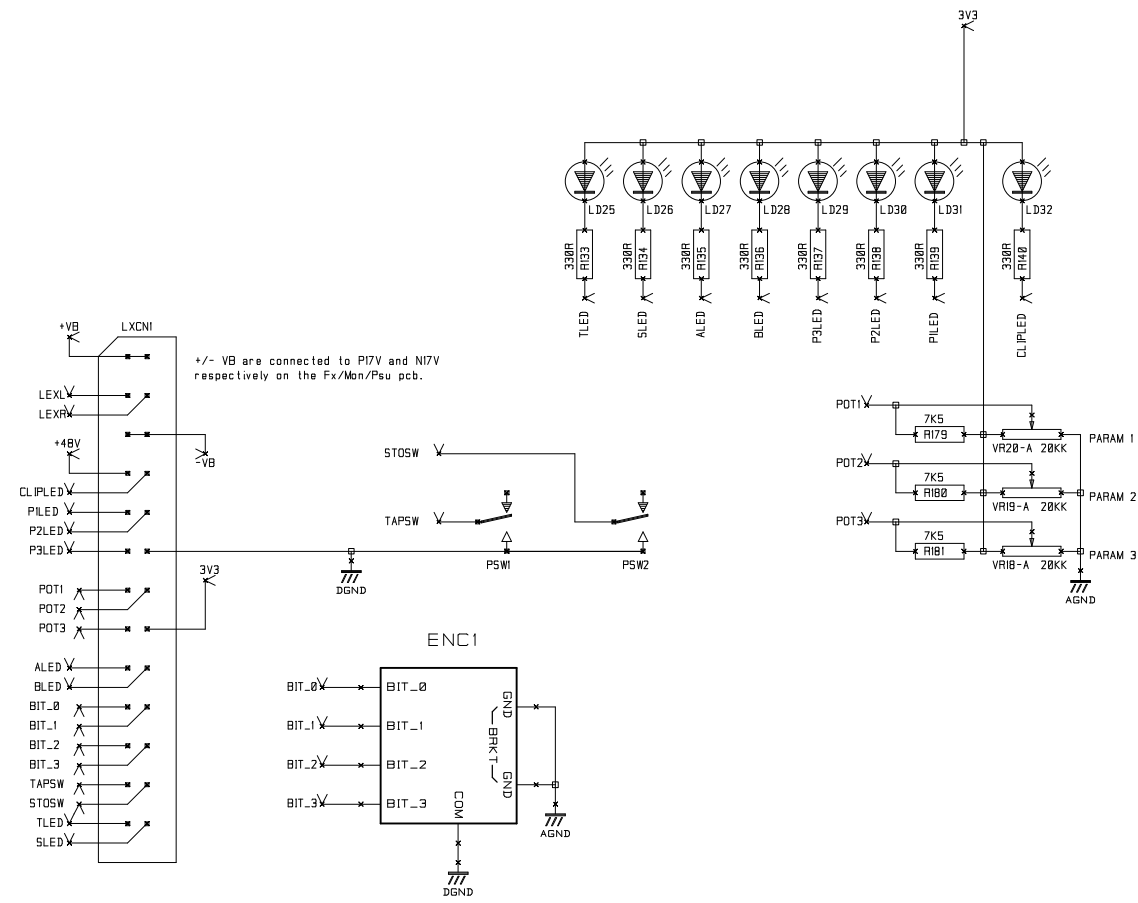 3V3
LD25 LD26 LD27 LD28 LD29 LD30 LD31 LD32
330R 330R 330R 330R 330R 330R 330R 330R
R133 R134 R135 R136 R137 R138 R139 R140
TLED SLED ALED BLED P3LED P2LED P1LED CLIPLED
+VB
LXCN1
+/- VB are connected to P17V and N17V
respectively on the Fx/Mon/Psu pcb.
LEXL
LEXR
+48V
-VB
CLIPLED
P1LED
P2LED
P3LED
3V3
POT1
POT2
POT3
ALED
BLED
BIT_0
BIT_1
BIT_2
BIT_3
TAPSW
STOSW
TLED
SLED
STOSW
TAPSW
PSW1
PSW2
DGND
POT1
7K5
R179
VR20-A 20KK
PARAM 1
POT2
7K5
R180
VR19-A 20KK
PARAM 2
POT3
7K5
R181
VR18-A 20KK
PARAM 3
AGND
ENC1
BIT_0 BIT_0
BIT_1 BIT_1
BIT_2 BIT_2
BIT_3 BIT_3
GND
BRKT
GND
COM
AGND
DGND